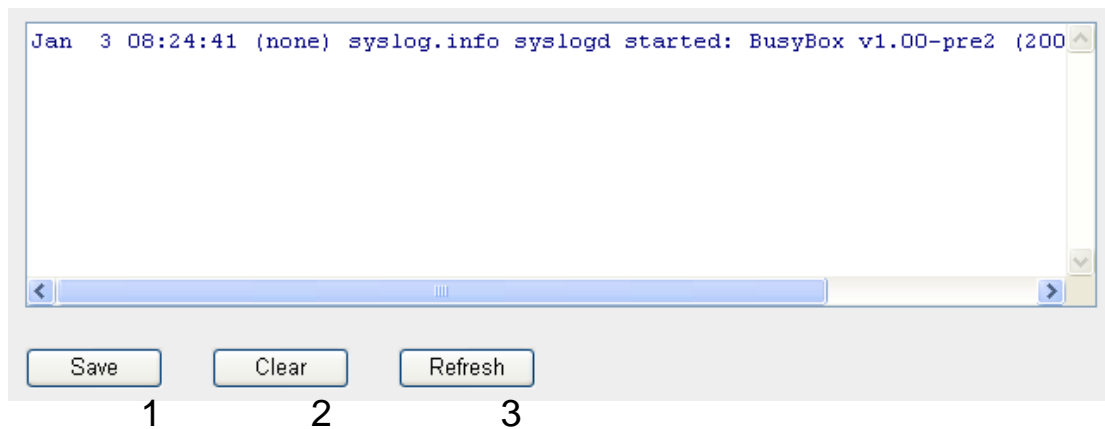 Jan  3 08:24:41 (none) syslog.info syslogd started: BusyBox v1.00-pre2 (200
Save Clear Refresh
1 2 3